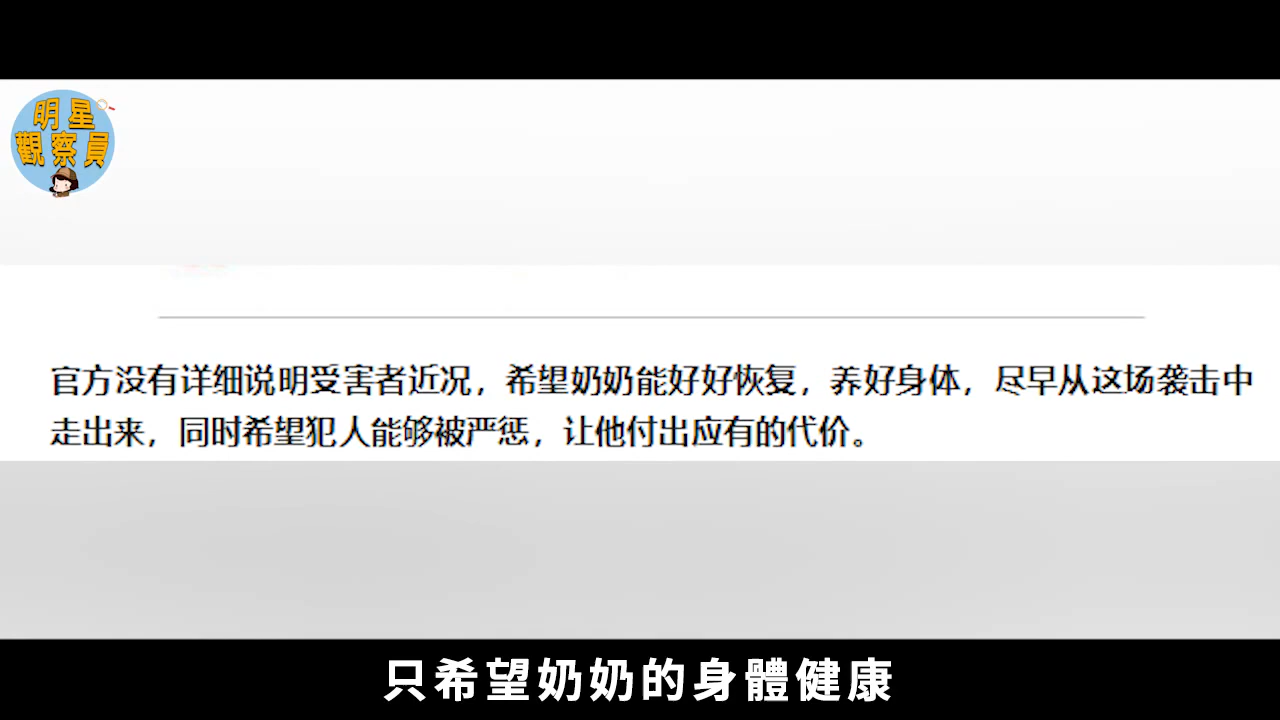 明星
觀察員
官方没有详细说明受害者近况，希望奶奶能好好恢复，养好身体，尽早从这场袭击中
走出来，同时希望犯人能够被严惩，让他付出应有的代价。
只希望奶奶的身體健康